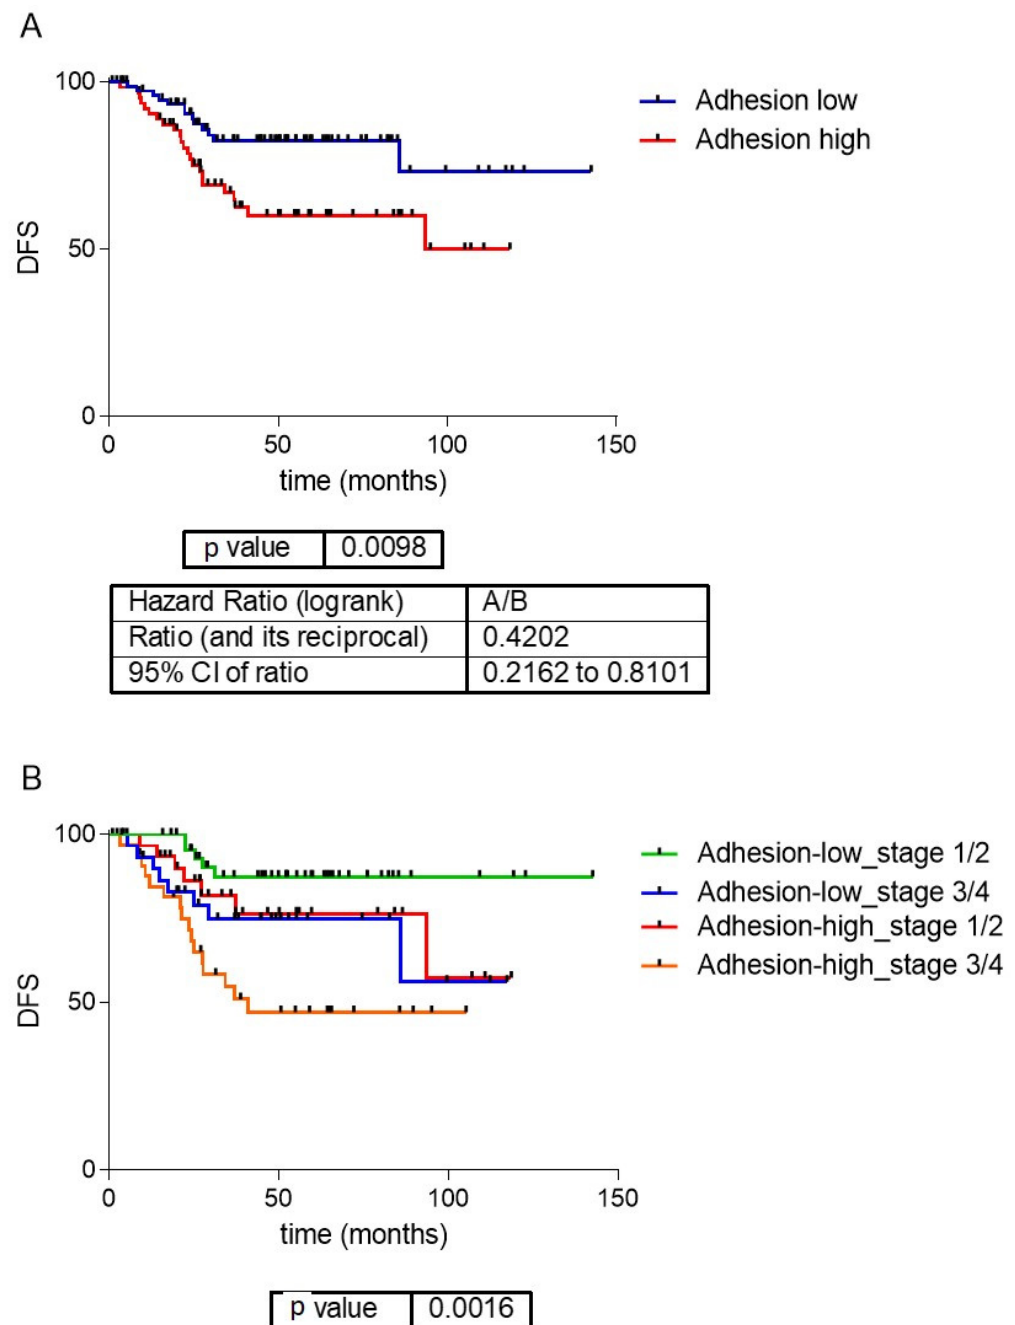 A
100
50
0
DFS
0 50 100 150
time (months)
Adhesion low
Adhesion high
p value 0.0098
Hazard Ratio (logrank) A/B
Ratio (and its reciprocal) 0.4202
95% CI of ratio 0.2162 to 0.8101
B
100
50
0
DFS
0 50 100 150
time (months)
Adhesion-low_stage 1/2
Adhesion-low_stage 3/4
Adhesion-high_stage 1/2
Adhesion-high_stage 3/4
p value 0.0016